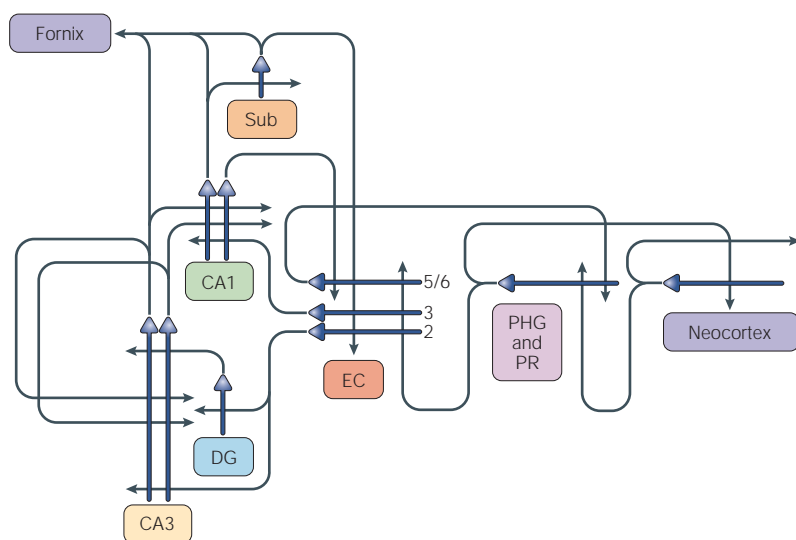 Fornix
Sub
CA1
5/6
3
2
PHG
and
PR
Neocortex
EC
DG
CA3